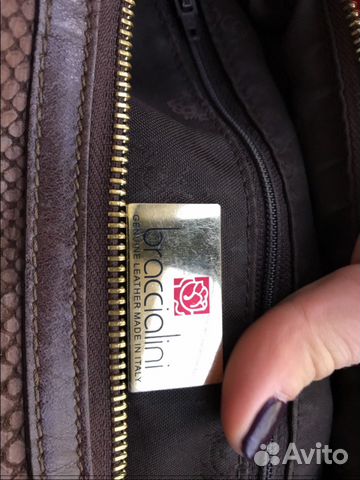 braccialini
GENUINE LEATHER MADE IN ITALY
Avito